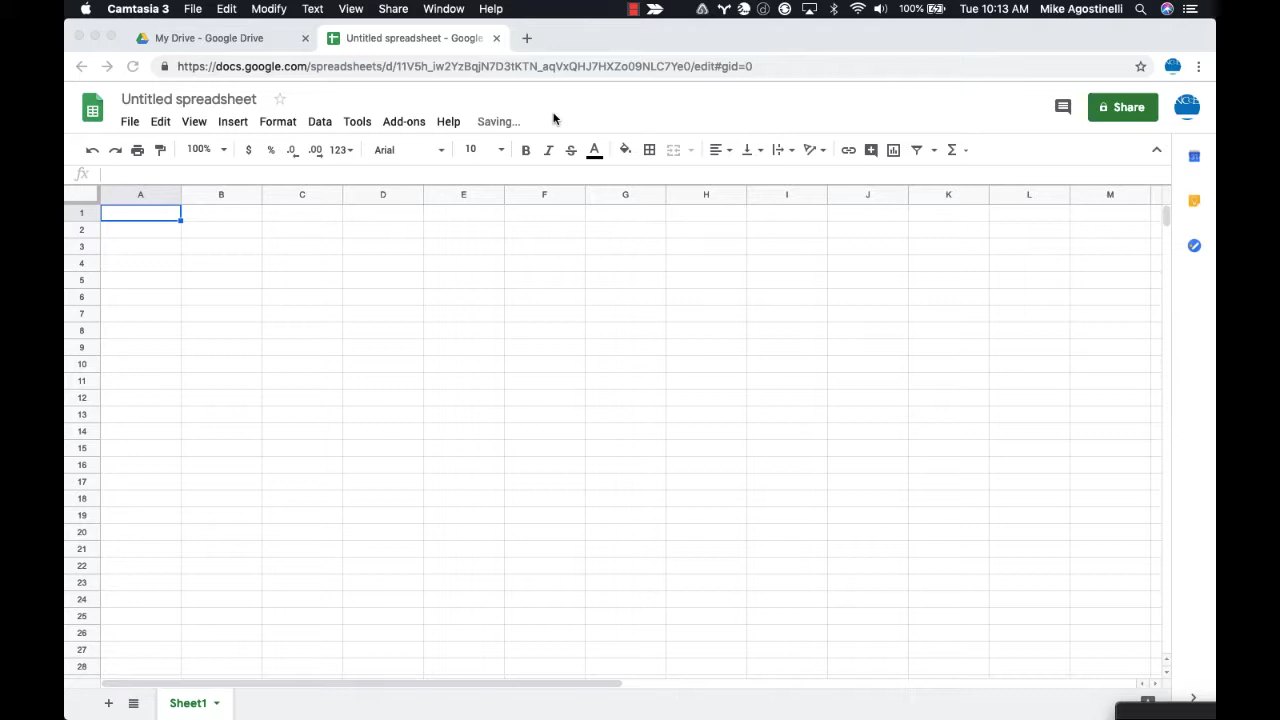 Camtasia 3 File Edit Modify Text View Share Window Help 100% Tue 10:13 AM Mike Agostinelli
My Drive - Google Drive Untitled spreadsheet - Google
https://docs.google.com/spreadsheets/d/11V5h_iw2YzBqjN7D3tKTN_aqVxQHJ7HXZo09NLC7Ye0/edit#gid=0
Untitled spreadsheet
Share
File Edit View Insert Format Data Tools Add-ons Help Saving...
100% $ % .0 .00 123 Arial 10 B I S A Σ
fx
A B C D E F G H I J K L M
1
2
3
4
5
6
7
8
9
10
11
12
13
14
15
16
17
18
19
20
21
22
23
24
25
26
27
28
Sheet1